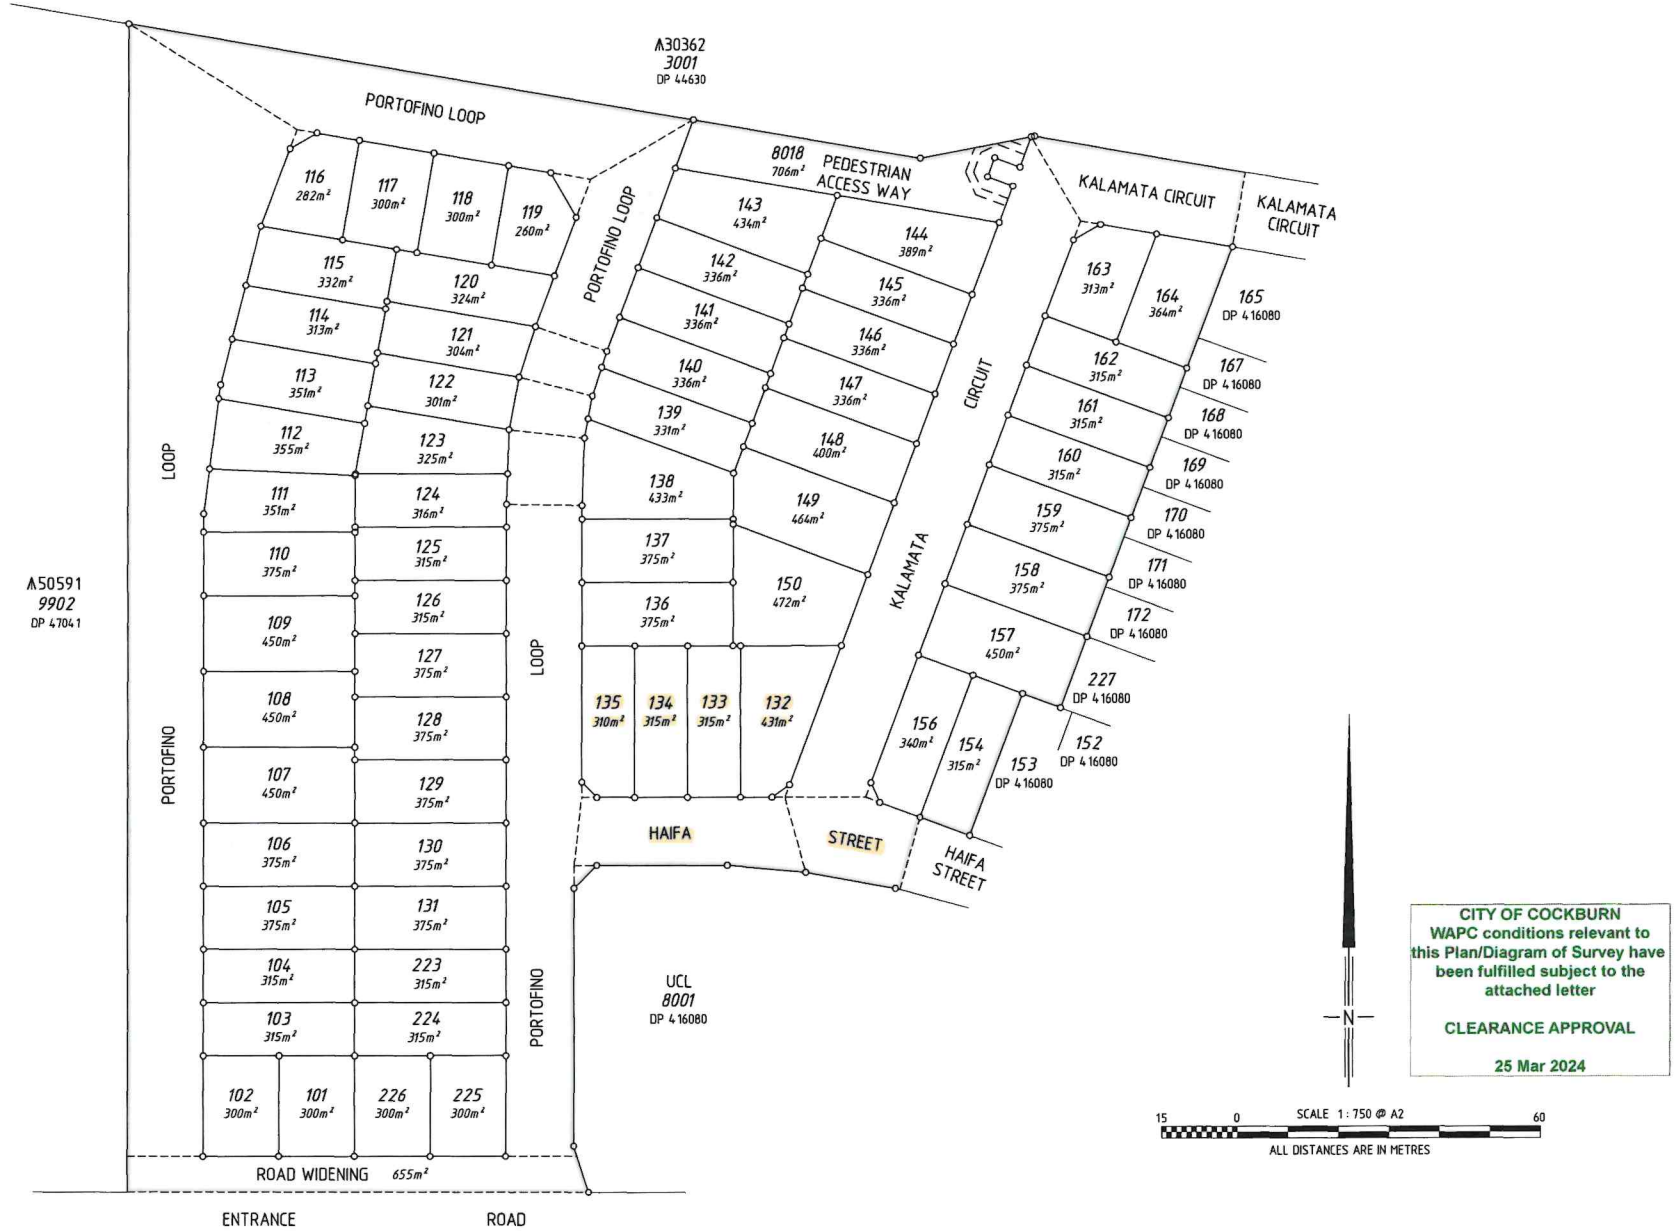 Ѧ30362
3001
DP 44630
PORTOFINO LOOP
8018
706m²
PEDESTRIAN
ACCESS WAY
KALAMATA CIRCUIT
KALAMATA
CIRCUIT
116
282m²
117
300m²
118
300m²
119
260m²
PORTOFINO LOOP
143
434m²
144
389m²
163
313m²
164
364m²
165
DP 416080
115
332m²
120
324m²
142
336m²
145
336m²
114
313m²
121
304m²
141
336m²
146
336m²
162
315m²
167
DP 416080
113
351m²
122
301m²
140
336m²
147
336m²
CIRCUIT
161
315m²
168
DP 416080
112
355m²
123
325m²
139
331m²
148
400m²
160
315m²
169
DP 416080
LOOP
111
351m²
124
316m²
138
433m²
149
464m²
159
375m²
170
DP 416080
110
375m²
125
315m²
137
375m²
150
472m²
KALAMATA
158
375m²
171
DP 416080
Ѧ50591
9902
DP 47041
109
450m²
126
315m²
136
375m²
157
450m²
172
DP 416080
127
375m²
LOOP
227
DP 416080
108
450m²
128
375m²
135
310m²
134
315m²
133
315m²
132
431m²
156
340m²
154
315m²
153
DP 416080
152
DP 416080
PORTOFINO
107
450m²
129
375m²
106
375m²
130
375m²
HAIFA
STREET
HAIFA
STREET
105
375m²
131
375m²
104
315m²
223
315m²
UCL
8001
DP 416080
PORTOFINO
103
315m²
224
315m²
102
300m²
101
300m²
226
300m²
225
300m²
ROAD WIDENING 655m²
ENTRANCE ROAD
N
CITY OF COCKBURN
WAPC conditions relevant to
this Plan/Diagram of Survey have
been fulfilled subject to the
attached letter
CLEARANCE APPROVAL
25 Mar 2024
SCALE 1 : 750 @ A2
15 0 60
ALL DISTANCES ARE IN METRES